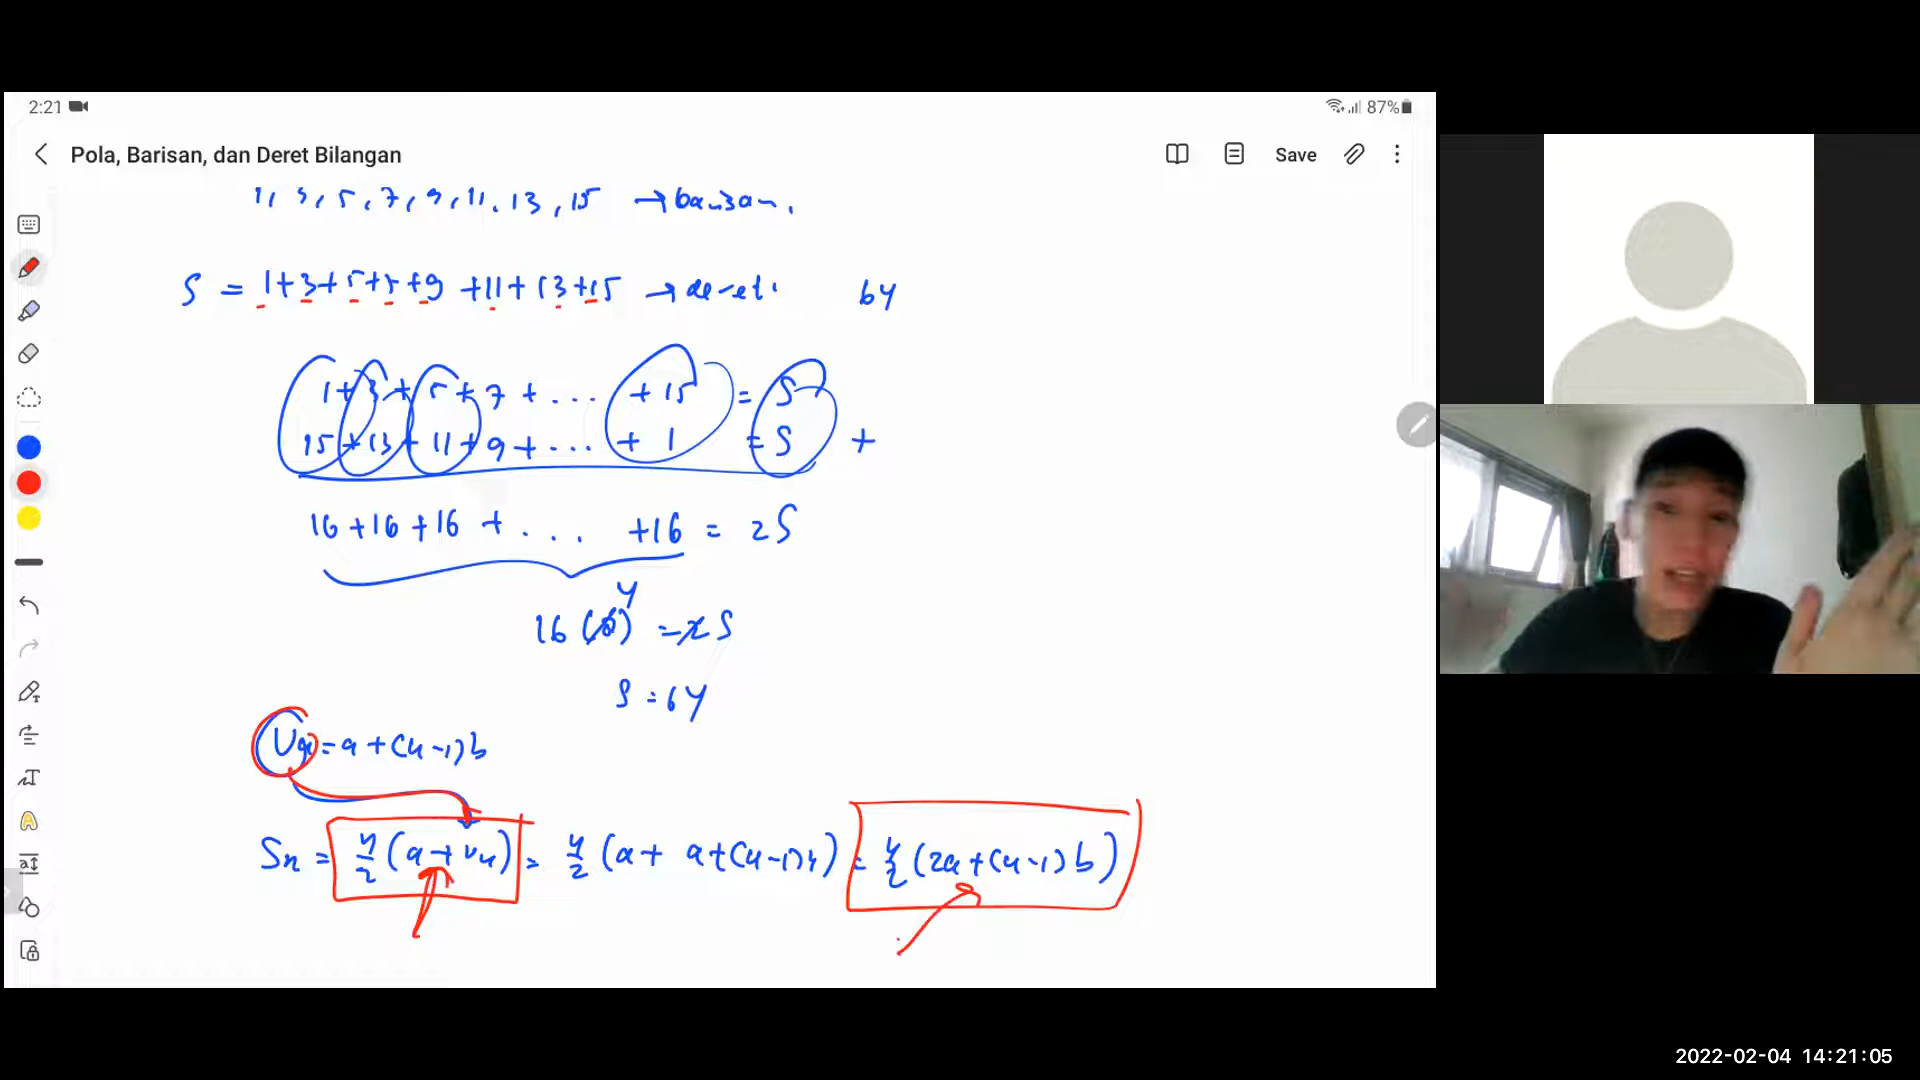 2:21 87%
Pola, Barisan, dan Deret Bilangan Save
1, 3, 5, 7, 9, 11, 13, 15 → barisan.
S = 1+3+5+7+9+11+13+15 → deret. 64
1+3+5+7+...+15 = S
15+13+11+9+...+1 = S +
16+16+16+...+16 = 2S
4
16(8) = 2S
S = 64
Un = a+(n-1)b
Sn = n/2 (a+Un) = n/2 (a+a+(n-1)b) = n/2 (2a+(n-1)b)
2022-02-04 14:21:05